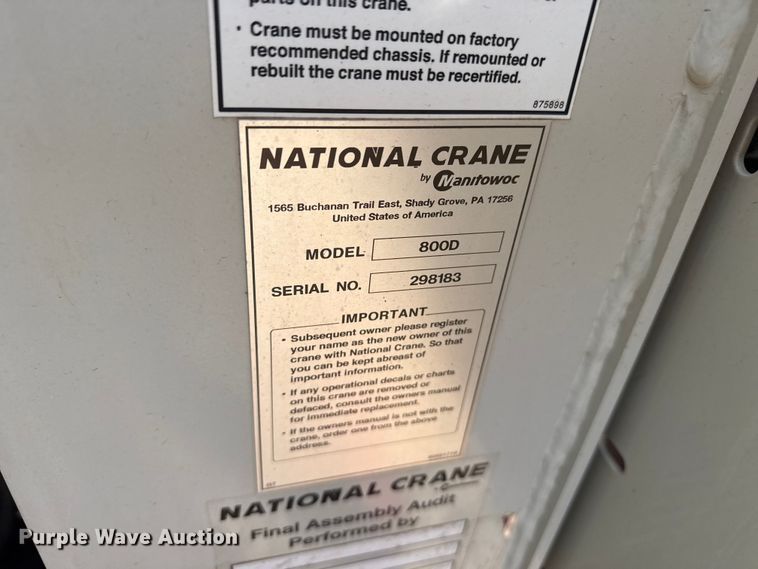 parts on this crane.
• Crane must be mounted on factory
recommended chassis. If remounted or
rebuilt the crane must be recertified.
875898
NATIONAL CRANE
by Manitowoc
1565 Buchanan Trail East, Shady Grove, PA 17256
United States of America
MODEL 800D
SERIAL NO. 298183
IMPORTANT
• Subsequent owner please register
your name as the new owner of this
crane with National Crane. So that
you can be kept abreast of
important information.
• If any operational decals or charts
on this crane are removed or
defaced, consult the owners manual
for immediate replacement.
• If the owners manual is not with the
crane, order one from the above
address.
NATIONAL CRANE
Final Assembly Audit
Performed by
Purple Wave Auction